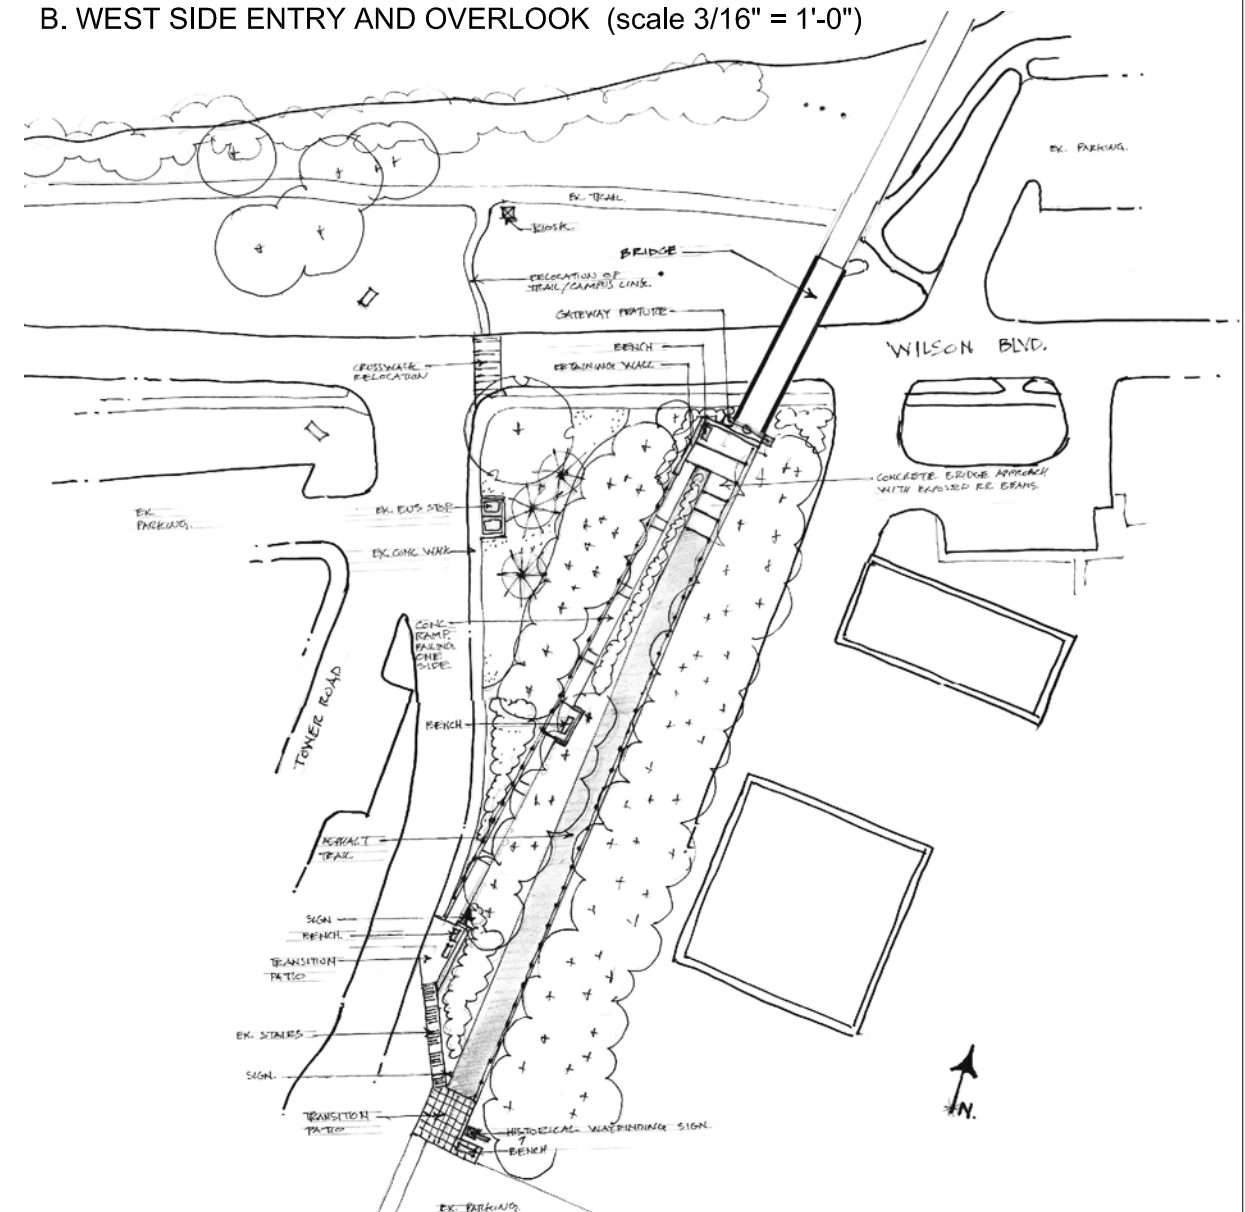 B. WEST SIDE ENTRY AND OVERLOOK (scale 3/16" = 1'-0")
EX. PARKING.
EX. TRAIL
KIOSK.
BRIDGE
RELOCATION OF
TRAIL/CAMPUS LINK.
GATEWAY FEATURE
WILSON BLVD.
BENCH
RETAINING WALL
CROSSWALK
RELOCATION
CONCRETE BRIDGE APPROACH
WITH EXPOSED RR BEAMS.
EX.
PARKING.
EX. BUS STOP
EX. CONC. WALK
CONC.
RAMP.
RAILING
ONE
SIDE
TOWER ROAD
BENCH
ASPHALT
TRAIL
SIGN
BENCH.
TRANSITION
PATIO
EX. STAIRS
SIGN.
TRANSITION
PATIO
HISTORICAL WAYFINDING SIGN.
BENCH
N.
EX. PARKING